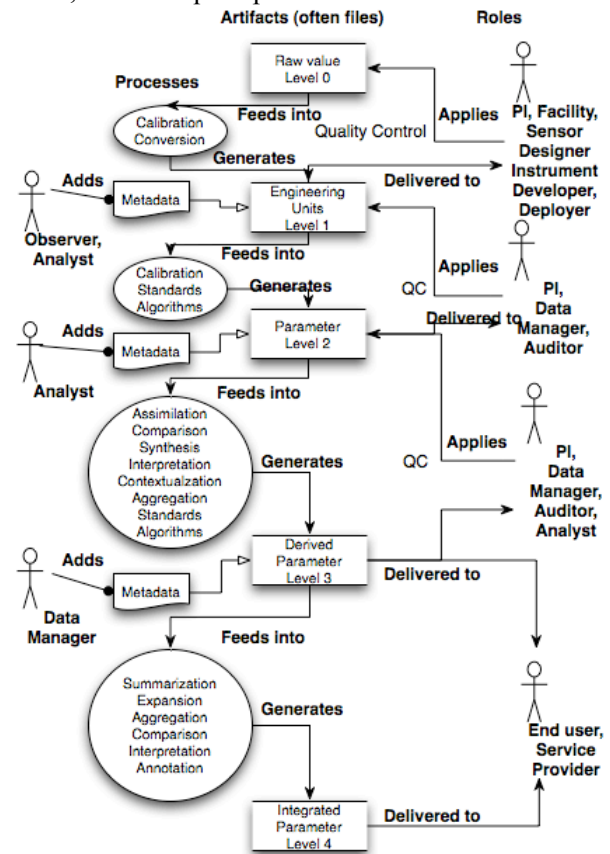 Artifacts (often files)
Roles
Raw value
Level 0
Processes
Feeds into
Applies
Quality Control
PI, Facility,
Sensor
Designer
Instrument
Developer,
Deployer
Calibration
Conversion
Generates
Adds
Metadata
Engineering
Units
Level 1
Delivered to
Observer,
Analyst
Feeds into
Applies
QC
PI,
Data
Manager,
Auditor
Calibration
Standards
Algorithms
Generates
Delivered to
Adds
Metadata
Parameter
Level 2
Analyst
Feeds into
Applies
QC
PI,
Data
Manager,
Auditor,
Analyst
Assimilation
Comparison
Synthesis
Interpretation
Contextualzation
Aggregation
Standards
Algorithms
Generates
Adds
Metadata
Derived
Parameter
Level 3
Delivered to
Data
Manager
Feeds into
Summarization
Expansion
Aggregation
Comparison
Interpretation
Annotation
Generates
End user,
Service
Provider
Integrated
Parameter
Level 4
Delivered to